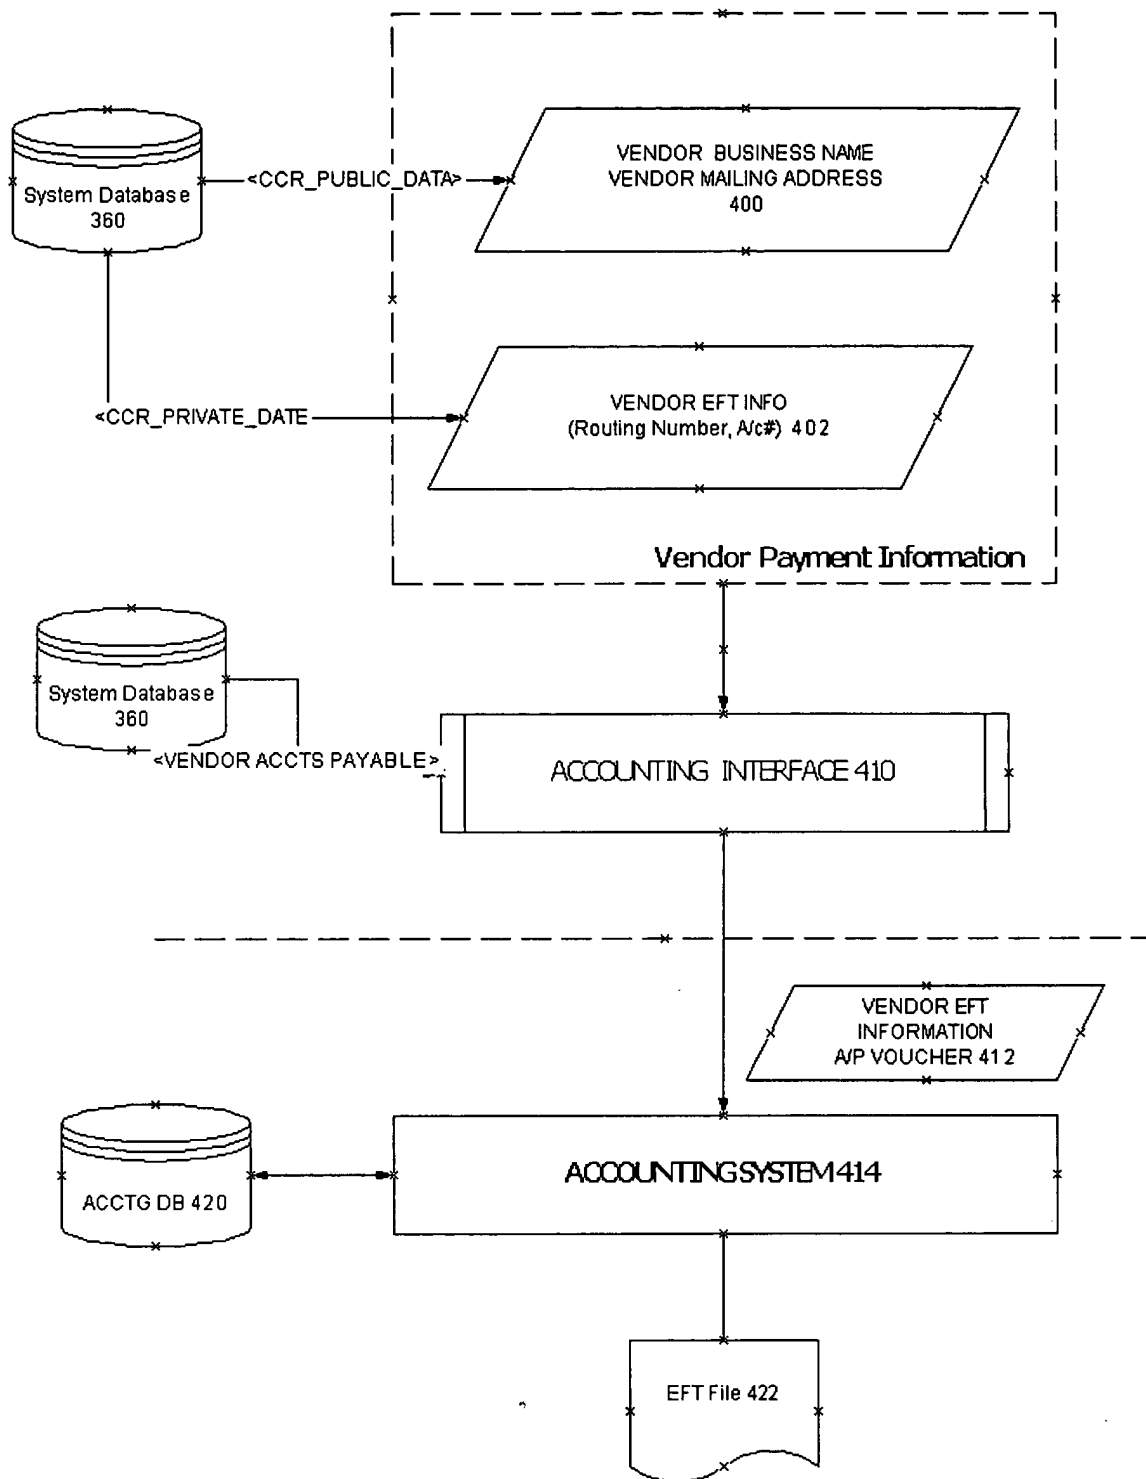 System Database
360
<CCR_PUBLIC_DATA>
VENDOR BUSINESS NAME
VENDOR MAILING ADDRESS
400
<CCR_PRIVATE_DATE
VENDOR EFT INFO
(Routing Number, A/c#) 402
Vendor Payment Information
System Database
360
<VENDOR ACCTS PAYABLE>
ACCOUNTING INTERFACE 410
VENDOR EFT
INFORMATION
A/P VOUCHER 412
ACCTG DB 420
ACCOUNTING SYSTEM 414
EFT File 422